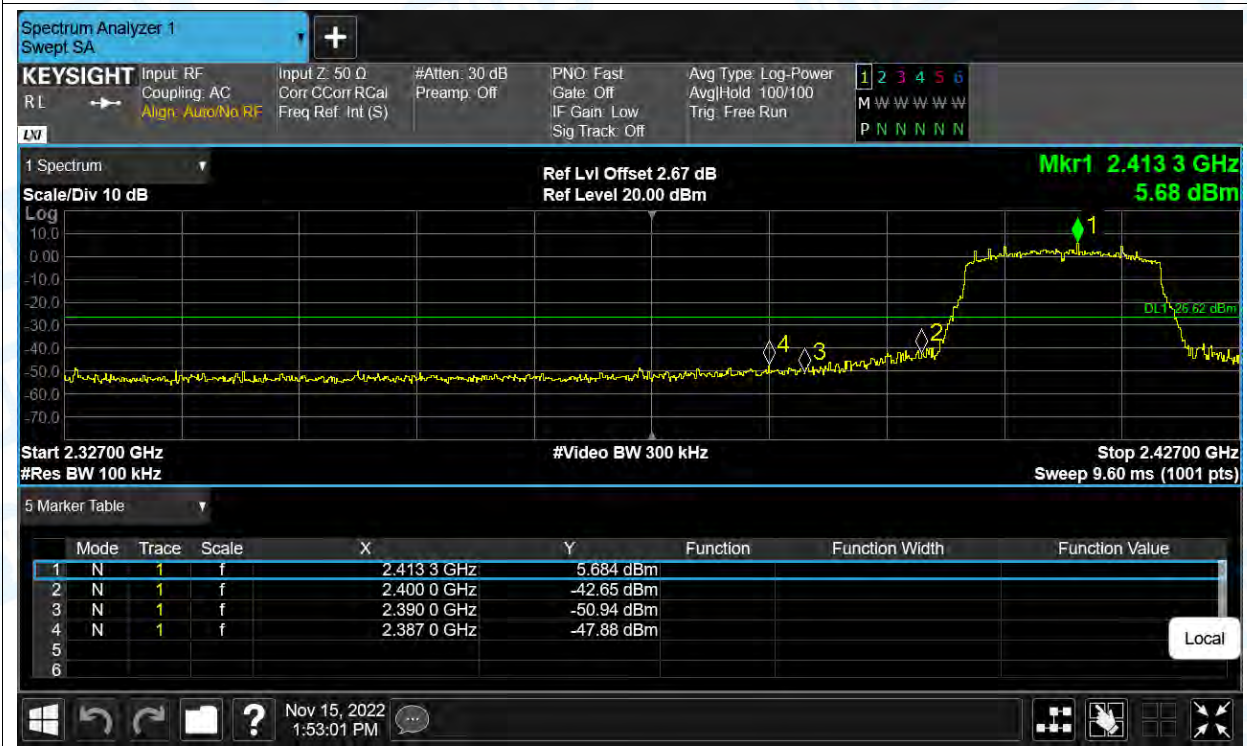 Spectrum Analyzer 1
Swept SA
+
KEYSIGHT Input: RF Input Z: 50 Ω #Atten: 30 dB PNO: Fast Avg Type: Log-Power 1 2 3 4 5 6
R L Coupling: AC Corr CCorr RCal Preamp: Off Gate: Off Avg|Hold: 100/100 M W W W W W
Align: Auto/No RF Freq Ref: Int (S) IF Gain: Low Trig: Free Run P N N N N N
LXI Sig Track: Off
1 Spectrum Ref Lvl Offset 2.67 dB Mkr1 2.413 3 GHz
Scale/Div 10 dB Ref Level 20.00 dBm 5.68 dBm
Log
10.0
0.00
-10.0
-20.0
-30.0
-40.0
-50.0
-60.0
-70.0
1
DL1 -26.62 dBm
2
4
3
Start 2.32700 GHz #Video BW 300 kHz Stop 2.42700 GHz
#Res BW 100 kHz Sweep 9.60 ms (1001 pts)
5 Marker Table
Mode Trace Scale X Y Function Function Width Function Value
1 N 1 f 2.413 3 GHz 5.684 dBm
2 N 1 f 2.400 0 GHz -42.65 dBm
3 N 1 f 2.390 0 GHz -50.94 dBm
4 N 1 f 2.387 0 GHz -47.88 dBm
5
6
Local
? Nov 15, 2022
1:53:01 PM